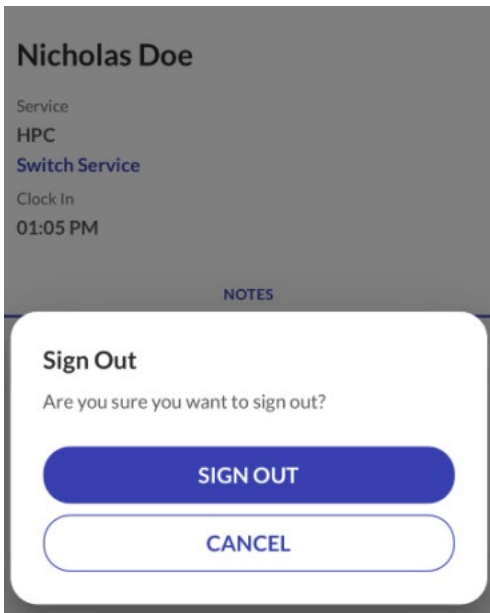 Nicholas Doe
Service
HPC
Switch Service
Clock In
01:05 PM
NOTES
Sign Out
Are you sure you want to sign out?
SIGN OUT
CANCEL